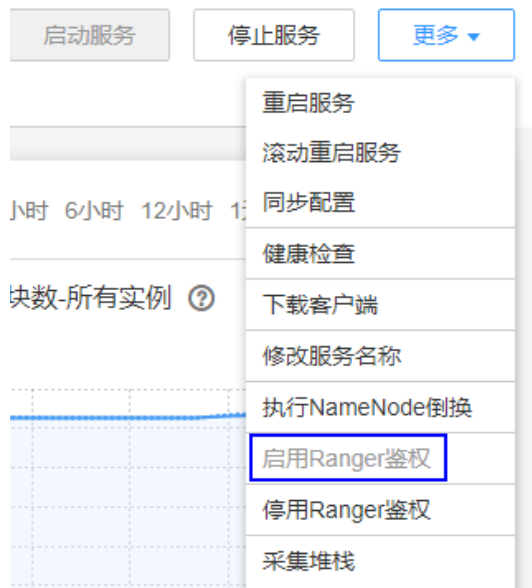 启动服务 停止服务 更多
重启服务
滚动重启服务
小时 6小时 12小时 1
同步配置
健康检查
块数-所有实例
下载客户端
修改服务名称
执行NameNode倒换
启用Ranger鉴权
停用Ranger鉴权
采集堆栈